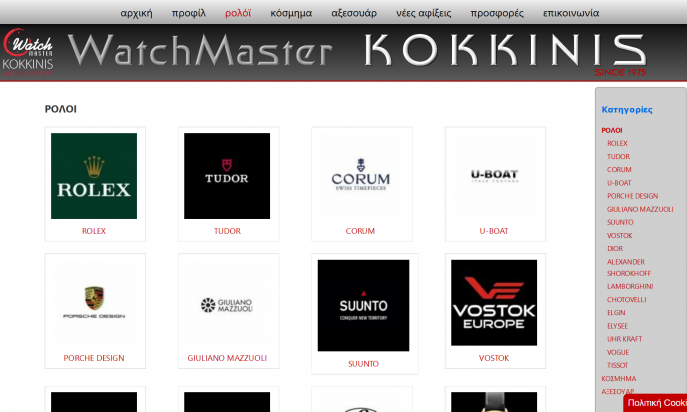 αρχική προφίλ ρολόϊ κόσμημα αξεσουάρ νέες αφίξεις προσφορές επικοινωνία
Watch
MASTER
KOKKINIS
WatchMaster KOKKINIS
SINCE 1975
ΡΟΛΟΙ
ROLEX
TUDOR
CORUM
SWISS TIMEPIECES
U-BOAT
ROLEX
TUDOR
CORUM
U-BOAT
PORSCHE DESIGN
GIULIANO
MAZZUOLI
SUUNTO
CONQUER NEW TERRITORY
VOSTOK
EUROPE
PORCHE DESIGN
GIULIANO MAZZUOLI
SUUNTO
VOSTOK
Κατηγορίες
ΡΟΛΟΙ
ROLEX
TUDOR
CORUM
U-BOAT
PORCHE DESIGN
GIULIANO MAZZUOLI
SUUNTO
VOSTOK
DIOR
ALEXANDER
SHOROKHOFF
LAMBORGHINI
CHOTOVELLI
ELGIN
ELYSEE
UHR KRAFT
VOGUE
TISSOT
ΚΟΣΜΗΜΑ
ΑΞΕΣΟΥΑΡ
Πολιτική Cooki